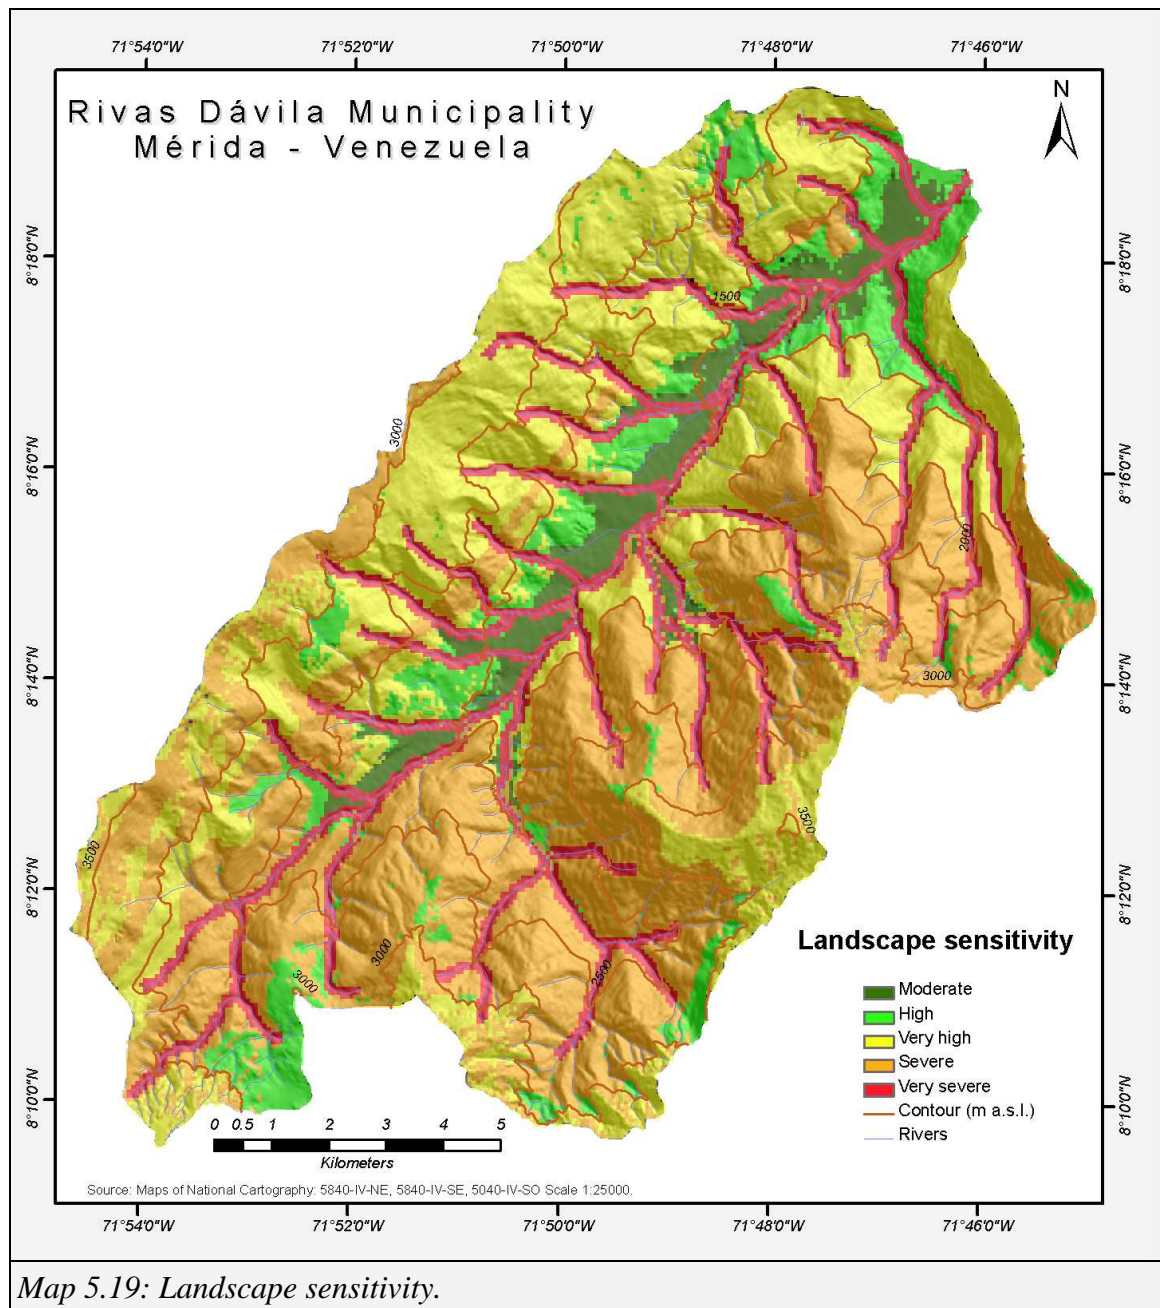 71°54'0"W 71°52'0"W 71°50'0"W 71°48'0"W 71°46'0"W
Rivas Dávila Municipality
Mérida - Venezuela
N
8°18'0"N 8°18'0"N
1500
3000
8°16'0"N 8°16'0"N
2000
8°14'0"N 8°14'0"N
3000
3500
3500
8°12'0"N 8°12'0"N
3000
3000
2500
Landscape sensitivity
Moderate
High
Very high
Severe
Very severe
Contour (m a.s.l.)
Rivers
8°10'0"N 8°10'0"N
0 0.5 1 2 3 4 5
Kilometers
Source: Maps of National Cartography: 5840-IV-NE, 5840-IV-SE, 5040-IV-SO Scale 1:25000.
71°54'0"W 71°52'0"W 71°50'0"W 71°48'0"W 71°46'0"W
Map 5.19: Landscape sensitivity.